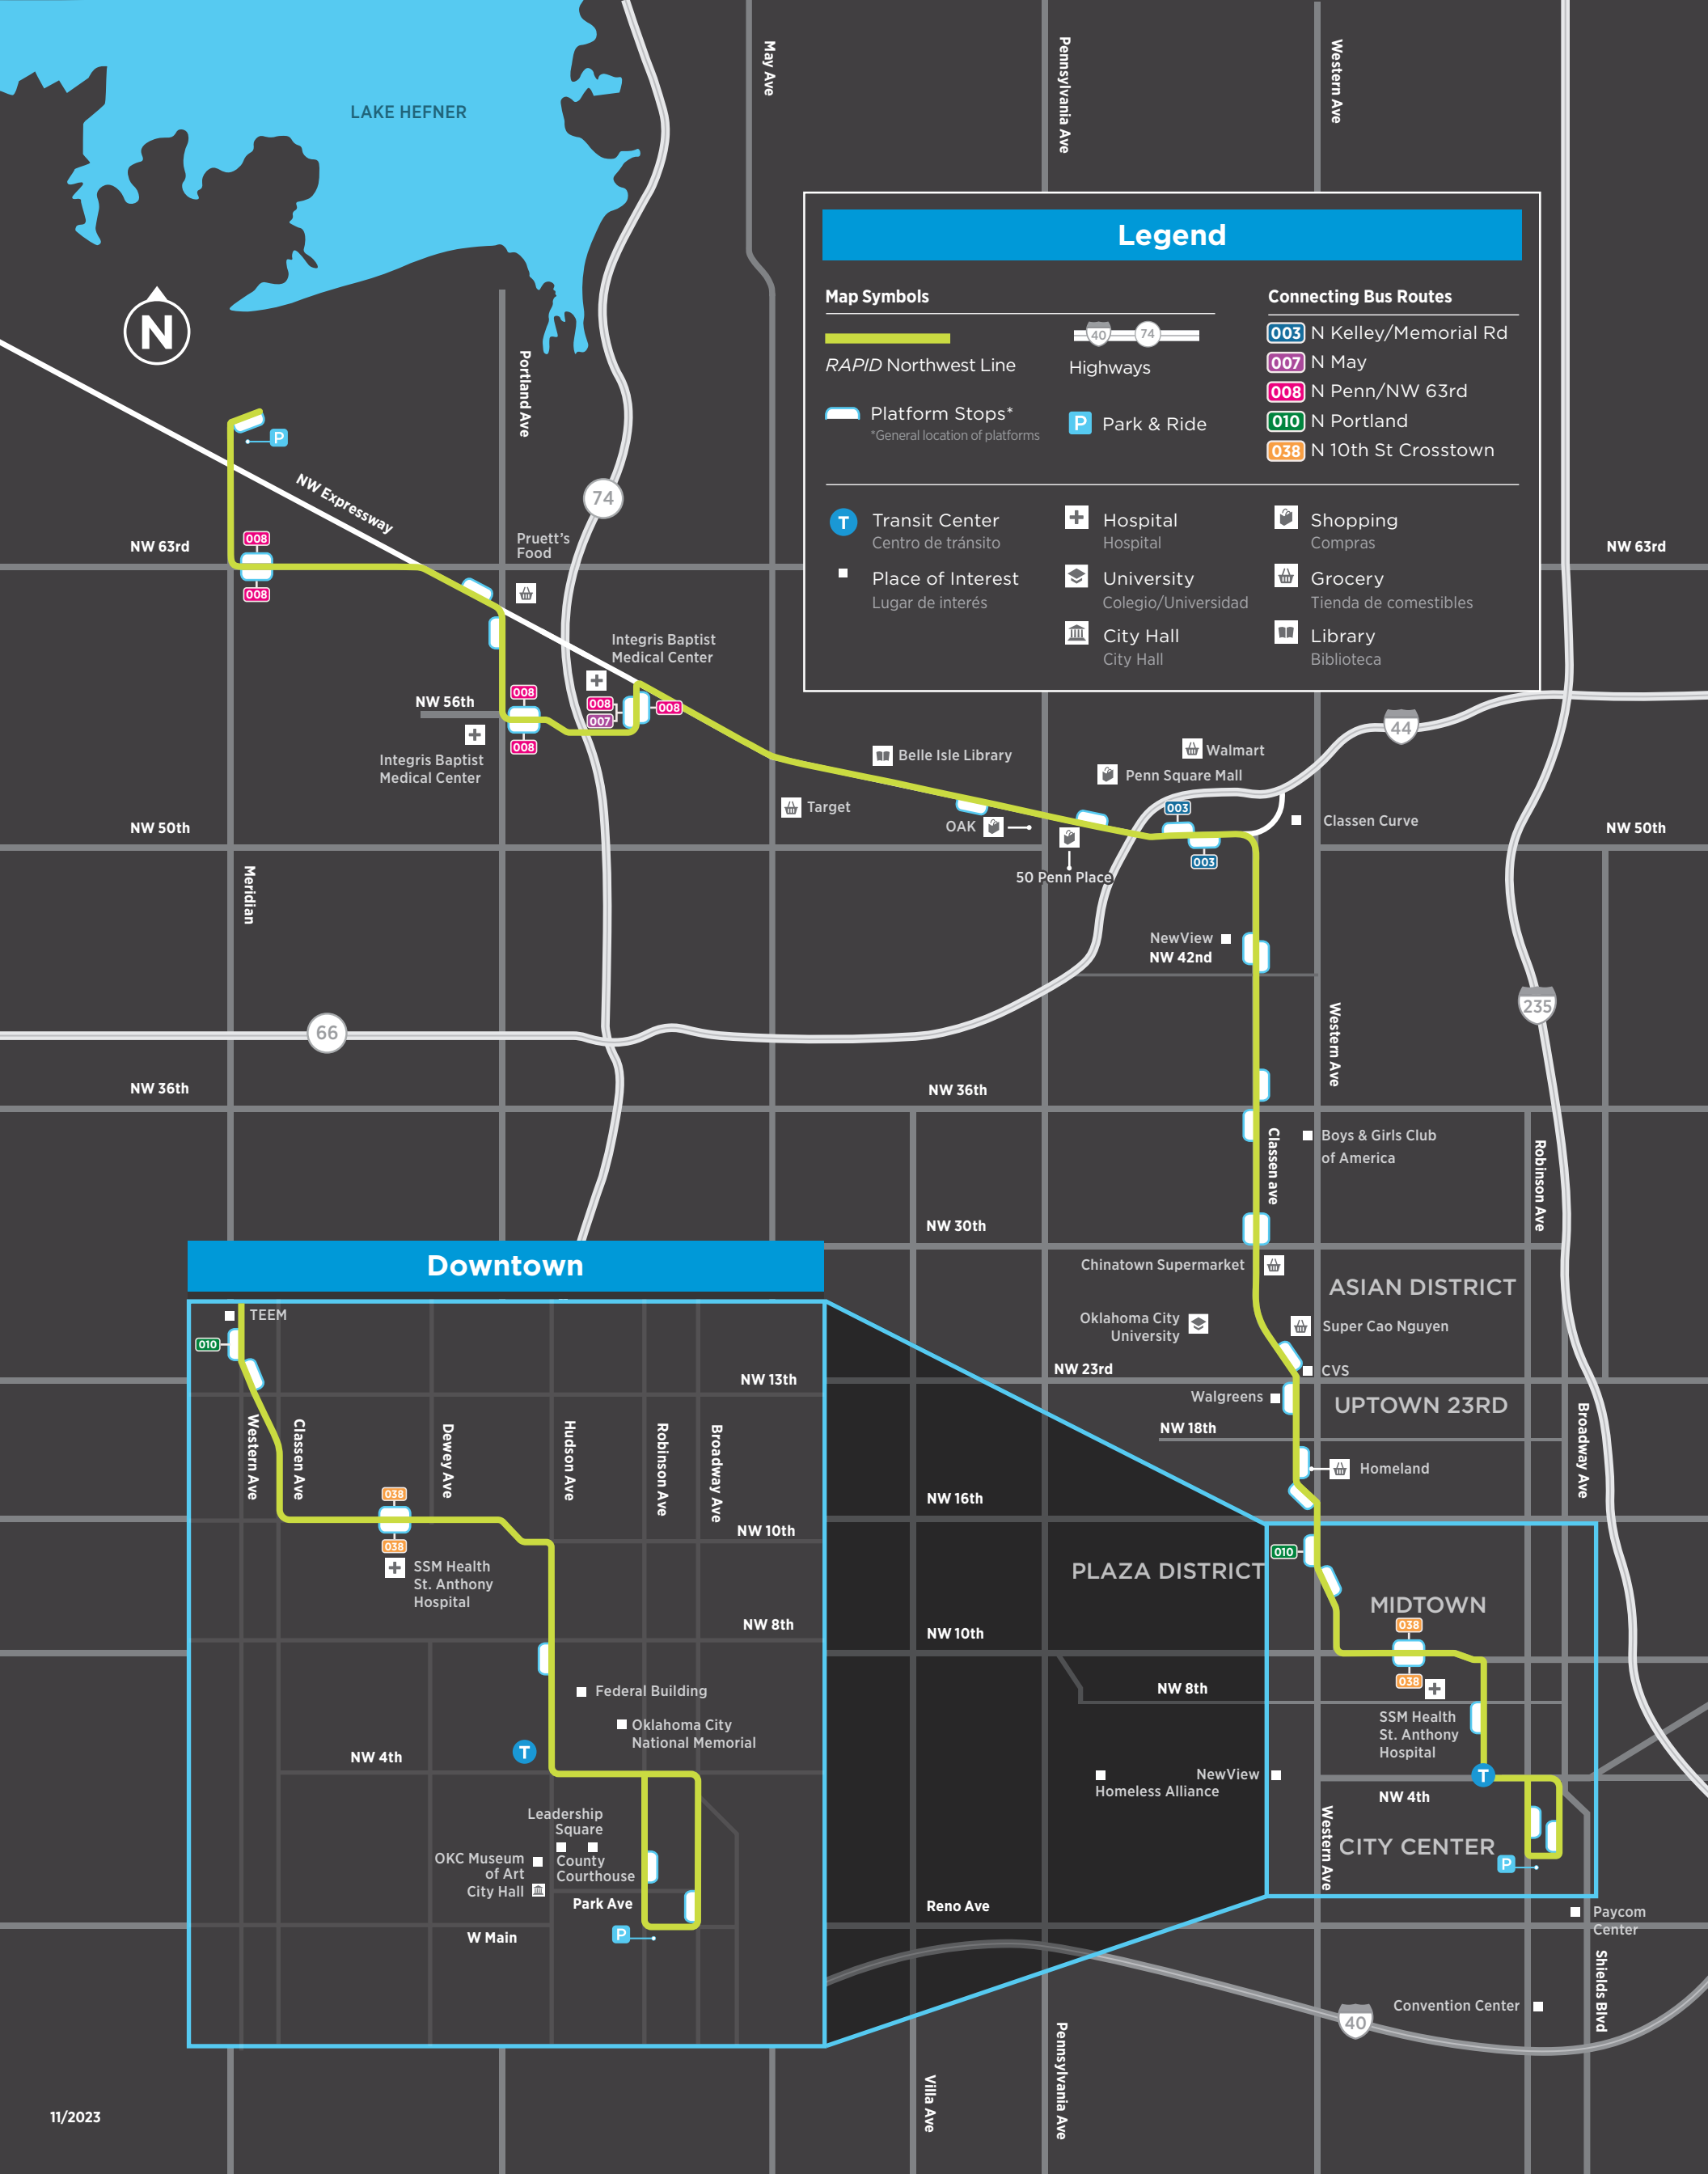 May Ave
Pennsylvania Ave
Western Ave
LAKE HEFNER
N
Portland Ave
Legend
Map Symbols
RAPID Northwest Line
Platform Stops*
*General location of platforms
40
74
Highways
P
Park & Ride
Connecting Bus Routes
003 N Kelley/Memorial Rd
007 N May
008 N Penn/NW 63rd
010 N Portland
038 N 10th St Crosstown
T
Transit Center
Centro de tránsito
Place of Interest
Lugar de interés
Hospital
Hospital
University
Colegio/Universidad
City Hall
City Hall
Shopping
Compras
Grocery
Tienda de comestibles
Library
Biblioteca
P
NW Expressway
74
NW 63rd
008
008
Pruett's
Food
NW 63rd
Integris Baptist
Medical Center
NW 56th
008
008
008
007
008
Integris Baptist
Medical Center
44
Belle Isle Library
Walmart
Penn Square Mall
Target
OAK
003
003
Classen Curve
50 Penn Place
NW 50th
NW 50th
Meridian
NewView
NW 42nd
235
66
Western Ave
NW 36th
NW 36th
Boys & Girls Club
of America
Classen ave
Robinson Ave
NW 30th
Chinatown Supermarket
ASIAN DISTRICT
Oklahoma City
University
Super Cao Nguyen
NW 23rd
CVS
Walgreens
UPTOWN 23RD
NW 18th
Broadway Ave
Homeland
NW 16th
010
PLAZA DISTRICT
MIDTOWN
038
038
NW 10th
NW 8th
SSM Health
St. Anthony
Hospital
NewView
Homeless Alliance
T
NW 4th
Western Ave
CITY CENTER
P
Reno Ave
Paycom
Center
Shields Blvd
Convention Center
40
Villa Ave
Pennsylvania Ave
Downtown
TEEM
010
NW 13th
Western Ave
Classen Ave
Dewey Ave
Hudson Ave
Robinson Ave
Broadway Ave
038
038
NW 10th
SSM Health
St. Anthony
Hospital
NW 8th
Federal Building
Oklahoma City
National Memorial
T
NW 4th
Leadership
Square
OKC Museum
of Art
County
Courthouse
City Hall
Park Ave
P
W Main
11/2023